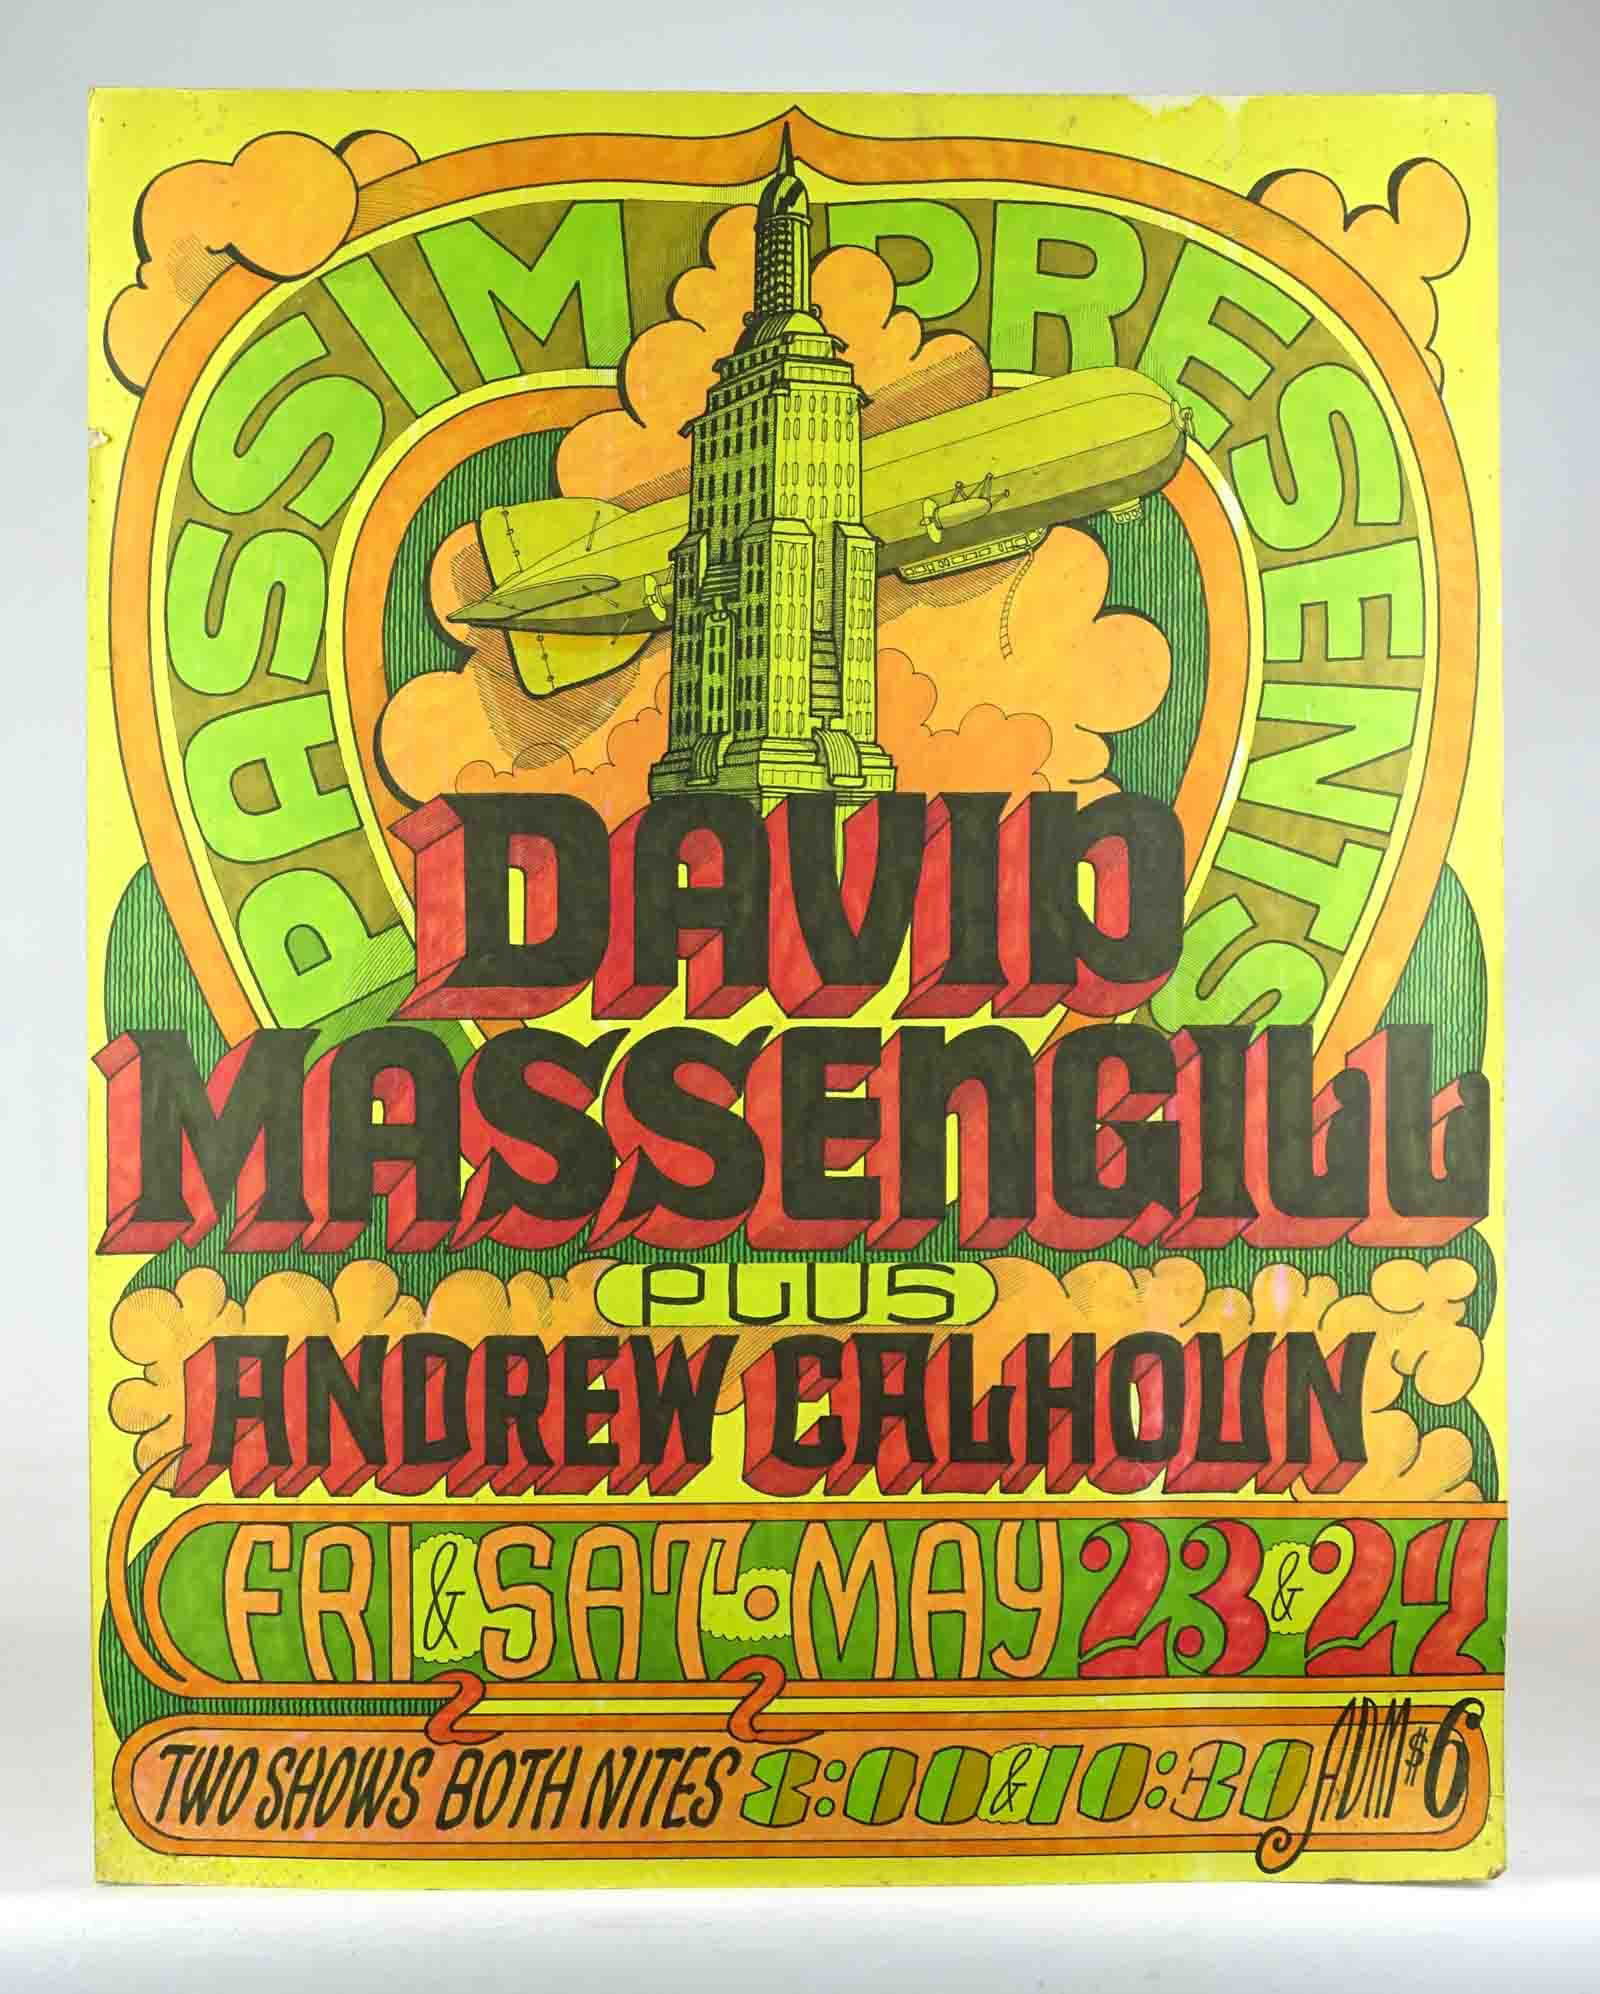 PASSIM PRESENTS
DAVID
MASSENGILL
PLUS
ANDREW CALHOUN
FRI & SAT • MAY 23 & 24
TWO SHOWS BOTH NITES 8:00 & 10:30 ADM $6